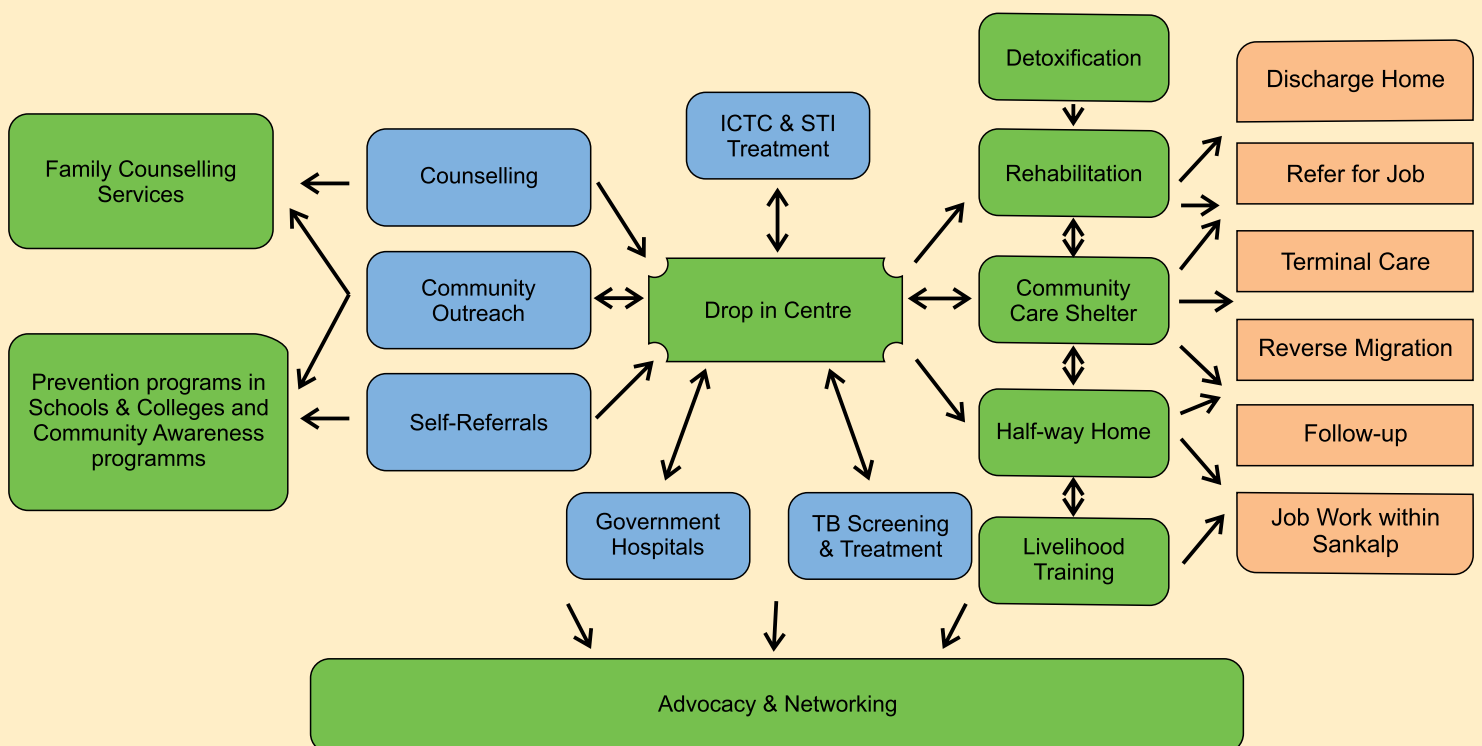 Family Counselling
Services
Prevention programs in
Schools & Colleges and
Community Awareness
programms
Counselling
Community
Outreach
Self-Referrals
ICTC & STI
Treatment
Drop in Centre
Government
Hospitals
TB Screening
& Treatment
Detoxification
Rehabilitation
Community
Care Shelter
Half-way Home
Livelihood
Training
Discharge Home
Refer for Job
Terminal Care
Reverse Migration
Follow-up
Job Work within
Sankalp
Advocacy & Networking